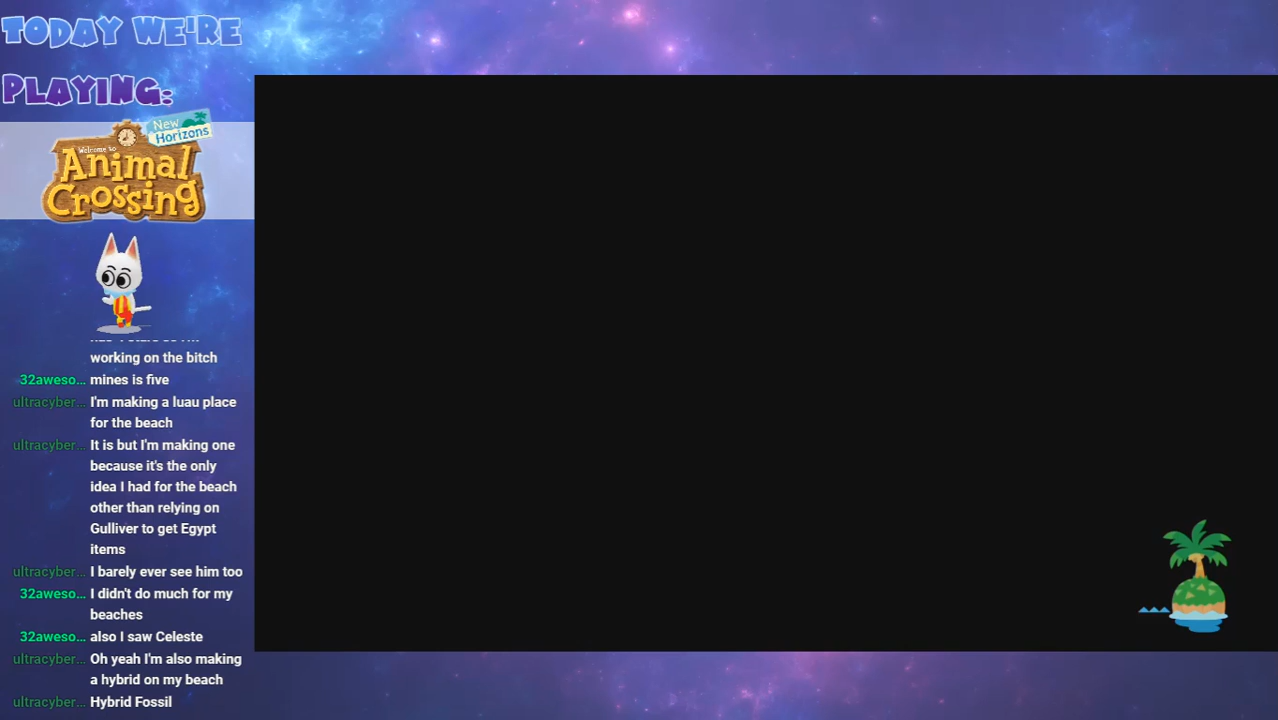 TODAY WE'RE
PLAYING:
New
Horizons
Welcome to
Animal
Crossing
working on the bitch
32aweso... mines is five
ultracyber... I'm making a luau place
for the beach
ultracyber... It is but I'm making one
because it's the only
idea I had for the beach
other than relying on
Gulliver to get Egypt
items
ultracyber... I barely ever see him too
32aweso... I didn't do much for my
beaches
32aweso... also I saw Celeste
ultracyber... Oh yeah I'm also making
a hybrid on my beach
ultracyber... Hybrid Fossil